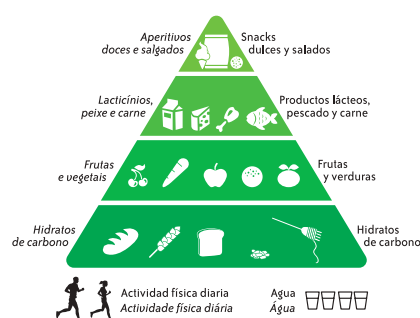 Aperitivos
doces e salgados
Snacks
dulces y salados
Lacticínios,
peixe e carne
Productos lácteos,
pescado y carne
Frutas
e vegetais
Frutas
y verduras
Hidratos
de carbono
Hidratos
de carbono
Actividad física diaria
Actividade física diária
Agua
Água